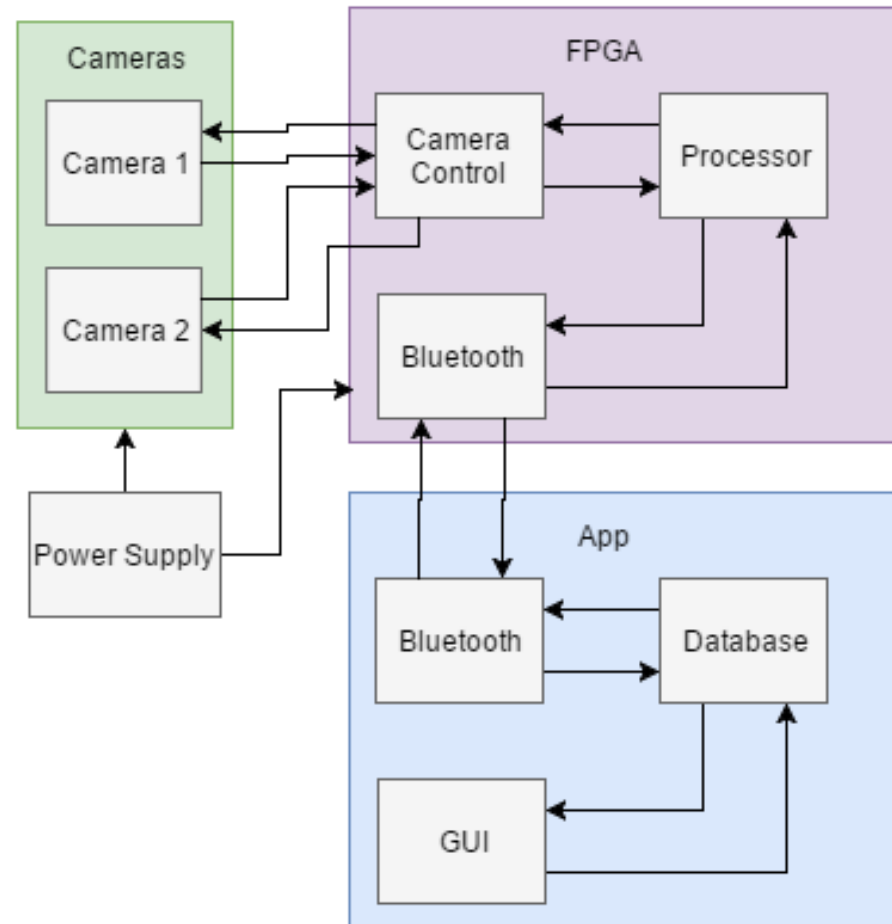 Cameras
Camera 1
Camera 2
Power Supply
FPGA
Camera
Control
Processor
Bluetooth
App
Bluetooth
Database
GUI